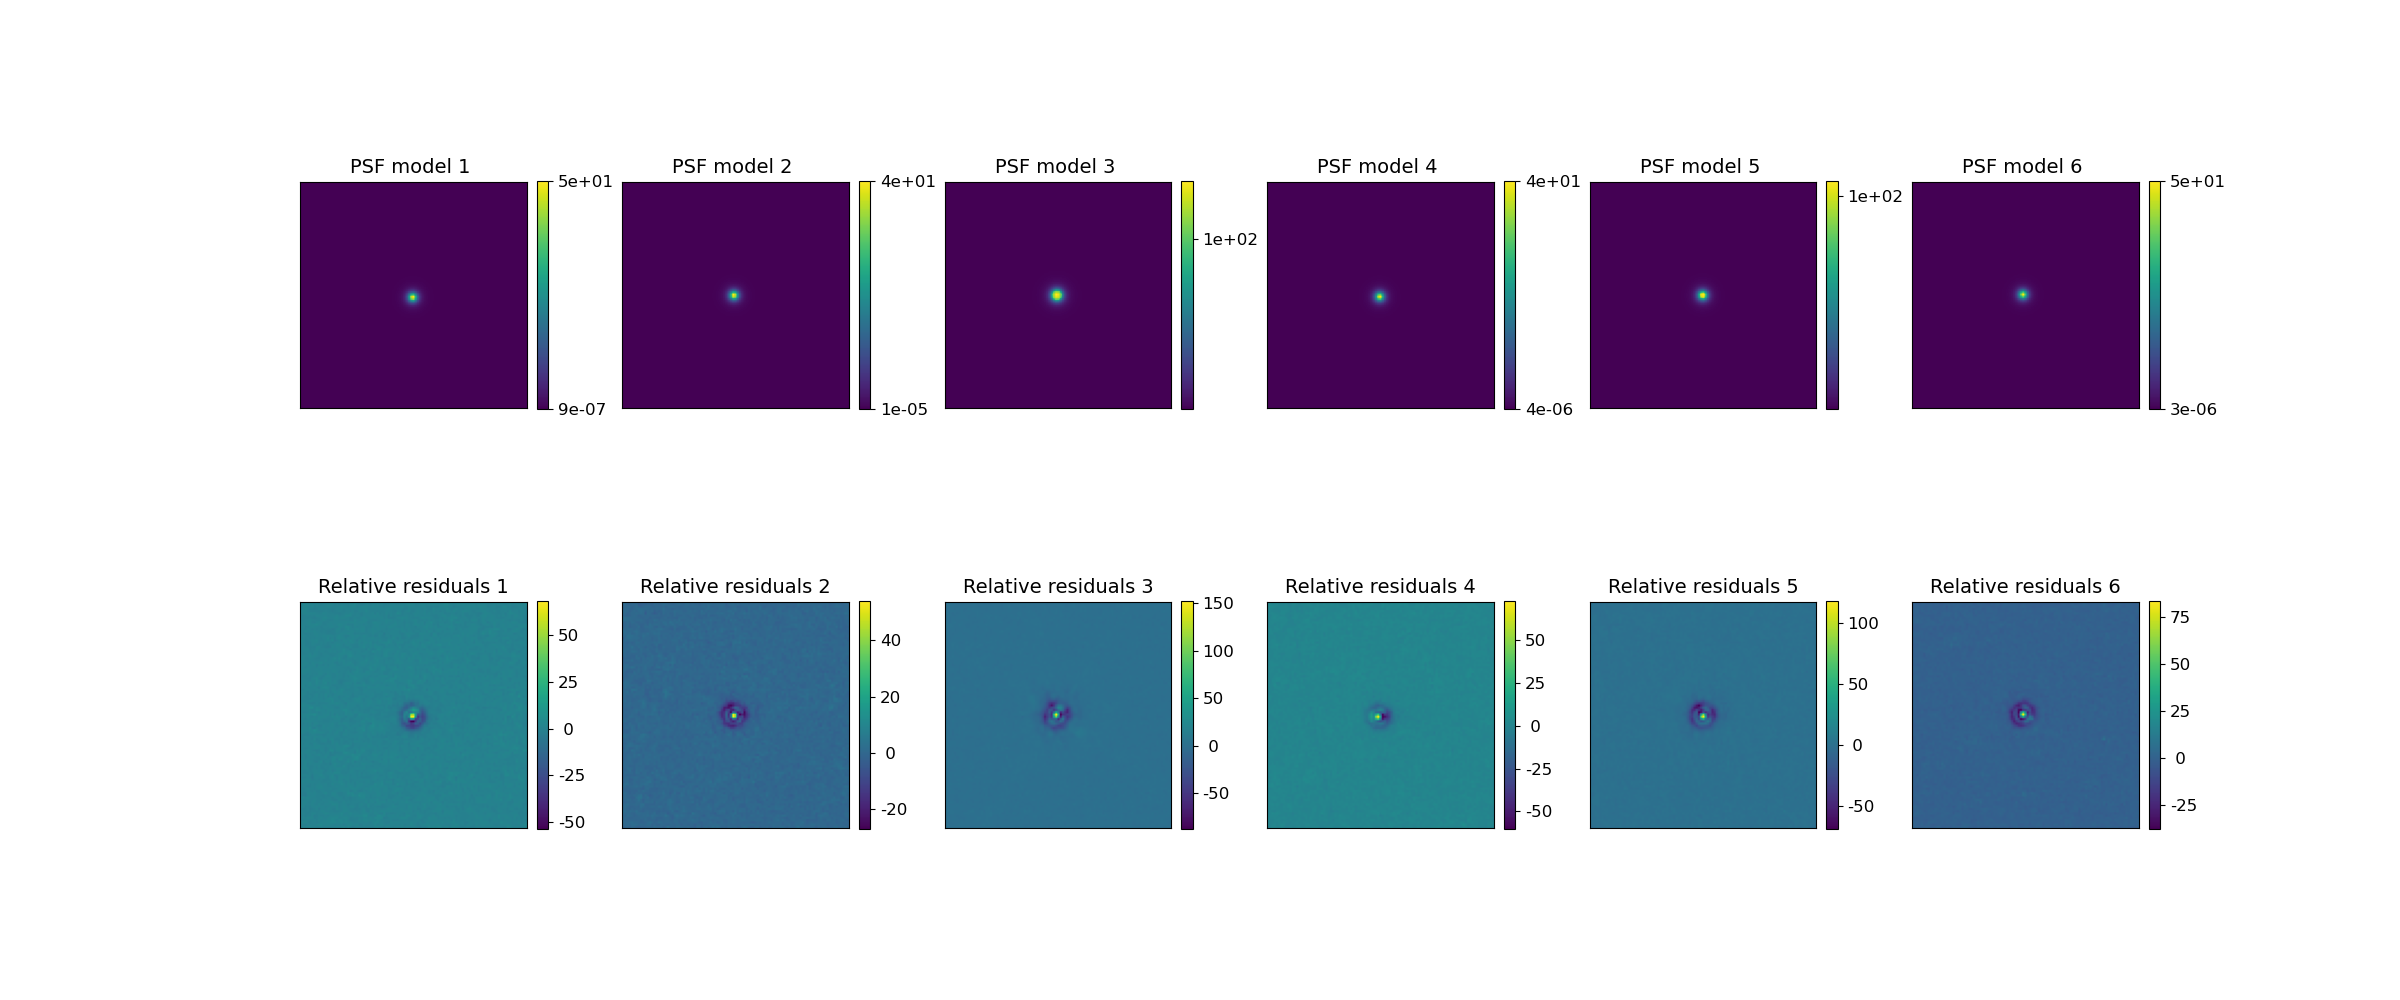 PSF model 1
5e+01
9e-07
PSF model 2
4e+01
1e-05
PSF model 3
1e+02
PSF model 4
4e+01
4e-06
PSF model 5
1e+02
PSF model 6
5e+01
3e-06
Relative residuals 1
50
25
0
-25
-50
Relative residuals 2
40
20
0
-20
Relative residuals 3
150
100
50
0
-50
Relative residuals 4
50
25
0
-25
-50
Relative residuals 5
100
50
0
-50
Relative residuals 6
75
50
25
0
-25